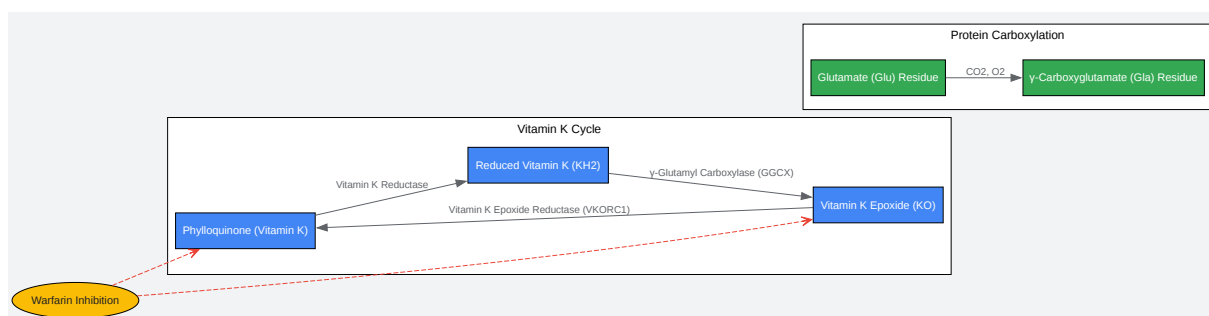 Protein Carboxylation
Glutamate (Glu) Residue
CO2, O2
γ-Carboxyglutamate (Gla) Residue
Vitamin K Cycle
Reduced Vitamin K (KH2)
γ-Glutamyl Carboxylase (GGCX)
Vitamin K Reductase
Vitamin K Epoxide (KO)
Vitamin K Epoxide Reductase (VKORC1)
Phylloquinone (Vitamin K)
Warfarin Inhibition